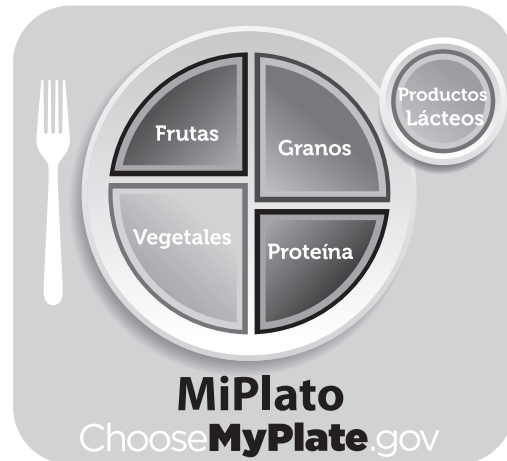 Productos
Lácteos
Frutas
Granos
Vegetales
Proteína
MiPlato
ChooseMyPlate.gov